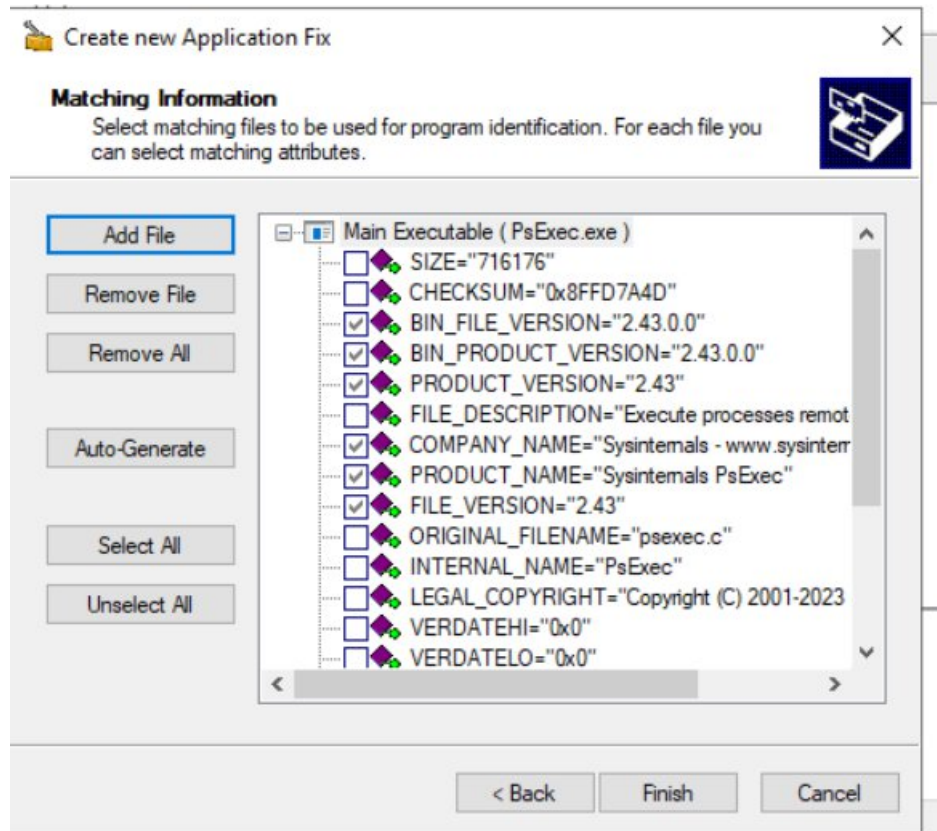 Create new Application Fix
Matching Information
Select matching files to be used for program identification. For each file you
can select matching attributes.
Add File
Remove File
Remove All
Auto-Generate
Select All
Unselect All
Main Executable ( PsExec.exe )
SIZE="716176"
CHECKSUM="0x8FFD7A4D"
BIN_FILE_VERSION="2.43.0.0"
BIN_PRODUCT_VERSION="2.43.0.0"
PRODUCT_VERSION="2.43"
FILE_DESCRIPTION="Execute processes remot
COMPANY_NAME="Sysinternals - www.sysintern
PRODUCT_NAME="Sysinternals PsExec"
FILE_VERSION="2.43"
ORIGINAL_FILENAME="psexec.c"
INTERNAL_NAME="PsExec"
LEGAL_COPYRIGHT="Copyright (C) 2001-2023
VERDATEHI="0x0"
VERDATELO="0x0"
< Back
Finish
Cancel